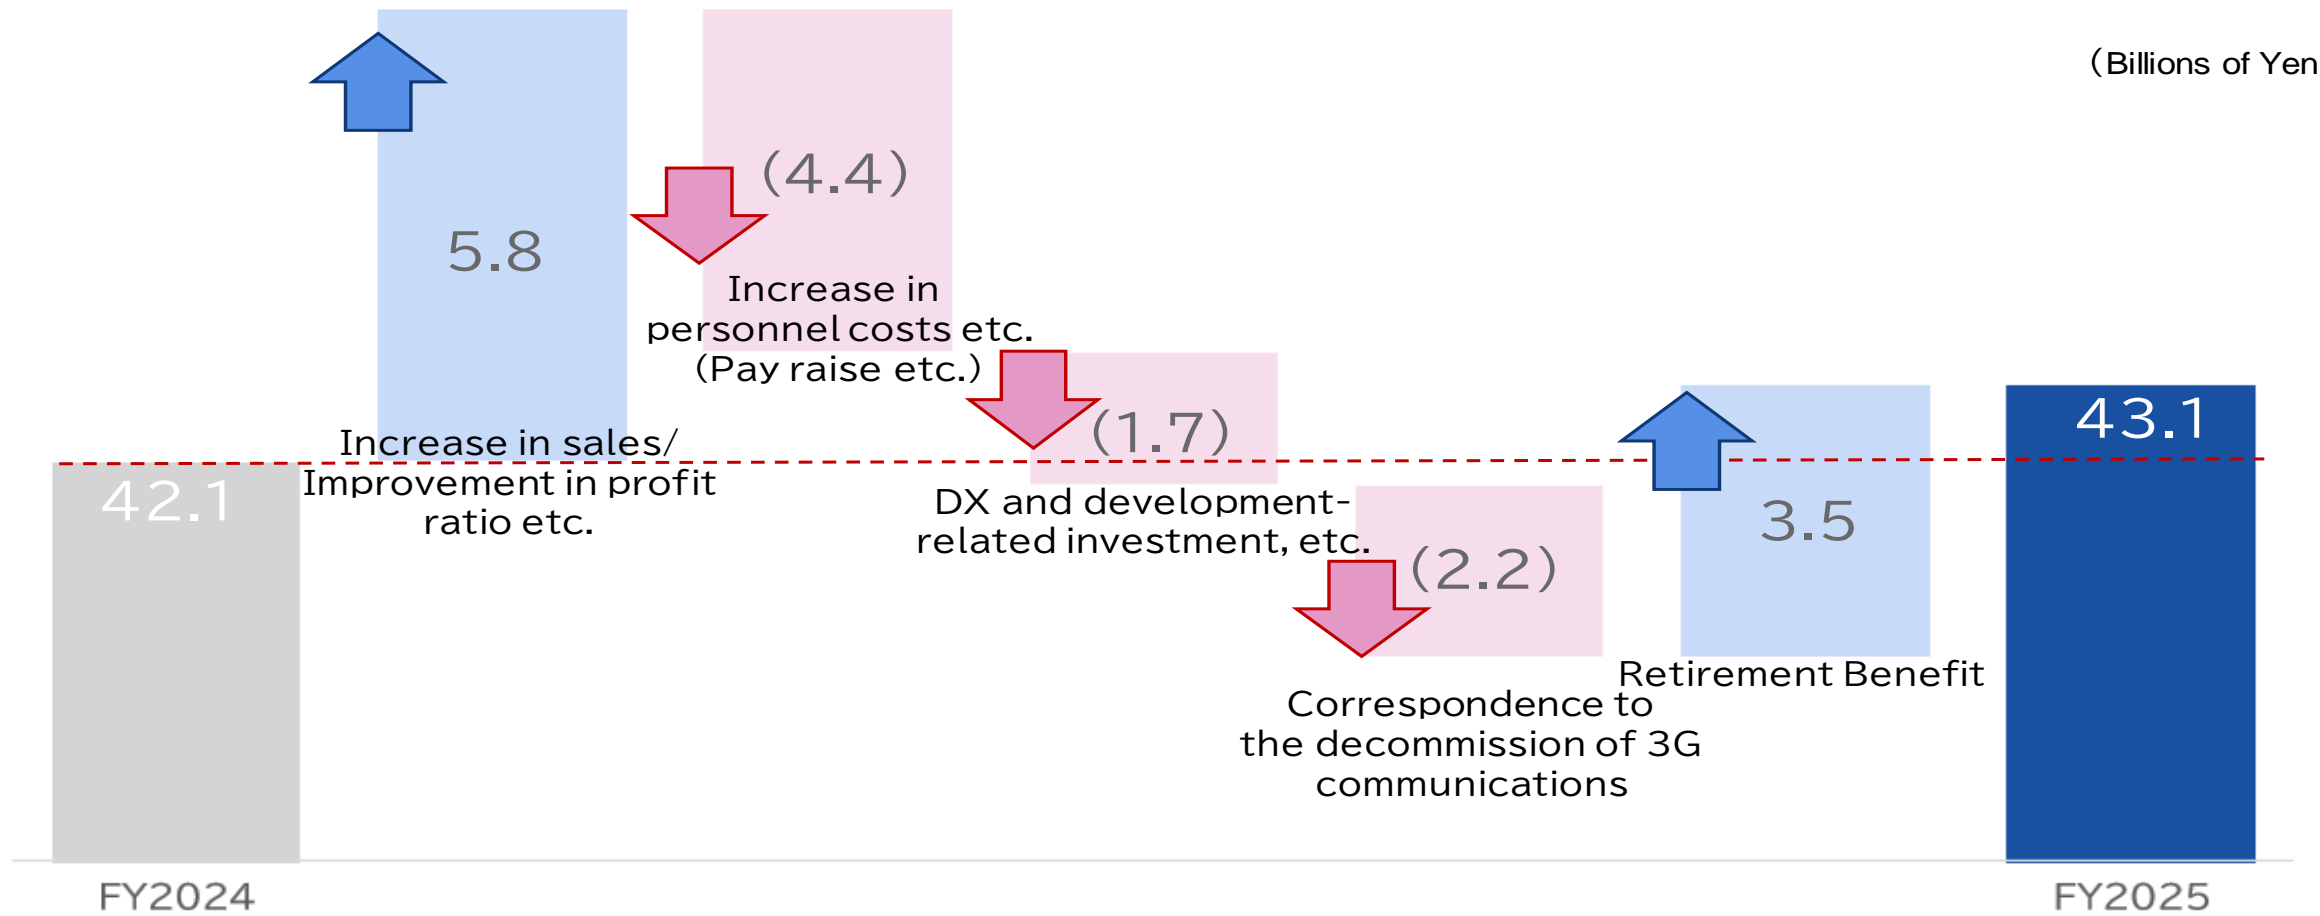 （Billions of Yen
(4.4)
5.8
Increase in
personnel costs etc.
(Pay raise etc.)
43.1
(1.7)
Increase in sales/
Improvement in profit
ratio etc.
42.1
DX and development-
related investment, etc.
3.5
(2.2)
Retirement Benefit
Correspondence to
the decommission of 3G
communications
FY2024
FY2025